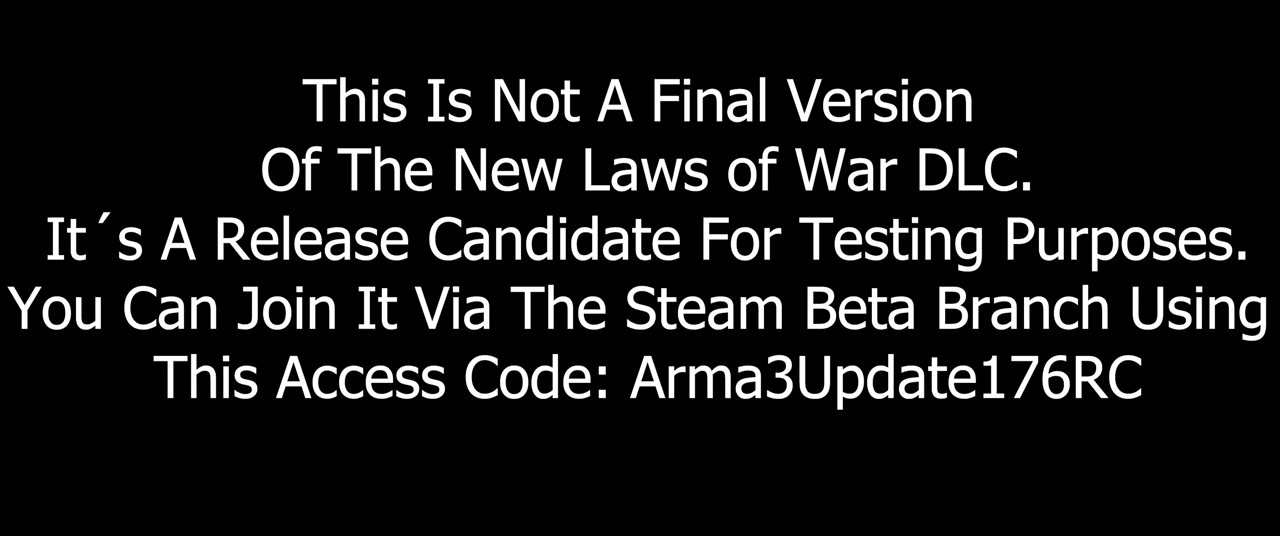 This Is Not A Final Version
Of The New Laws of War DLC.
It´s A Release Candidate For Testing Purposes.
You Can Join It Via The Steam Beta Branch Using
This Access Code: Arma3Update176RC